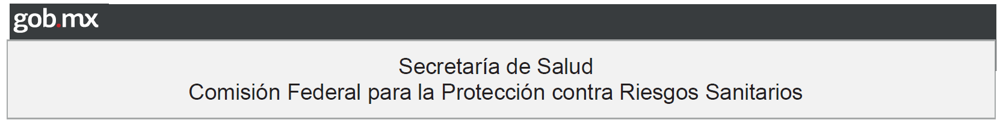 gob.mx
Secretaría de Salud
Comisión Federal para la Protección contra Riesgos Sanitarios